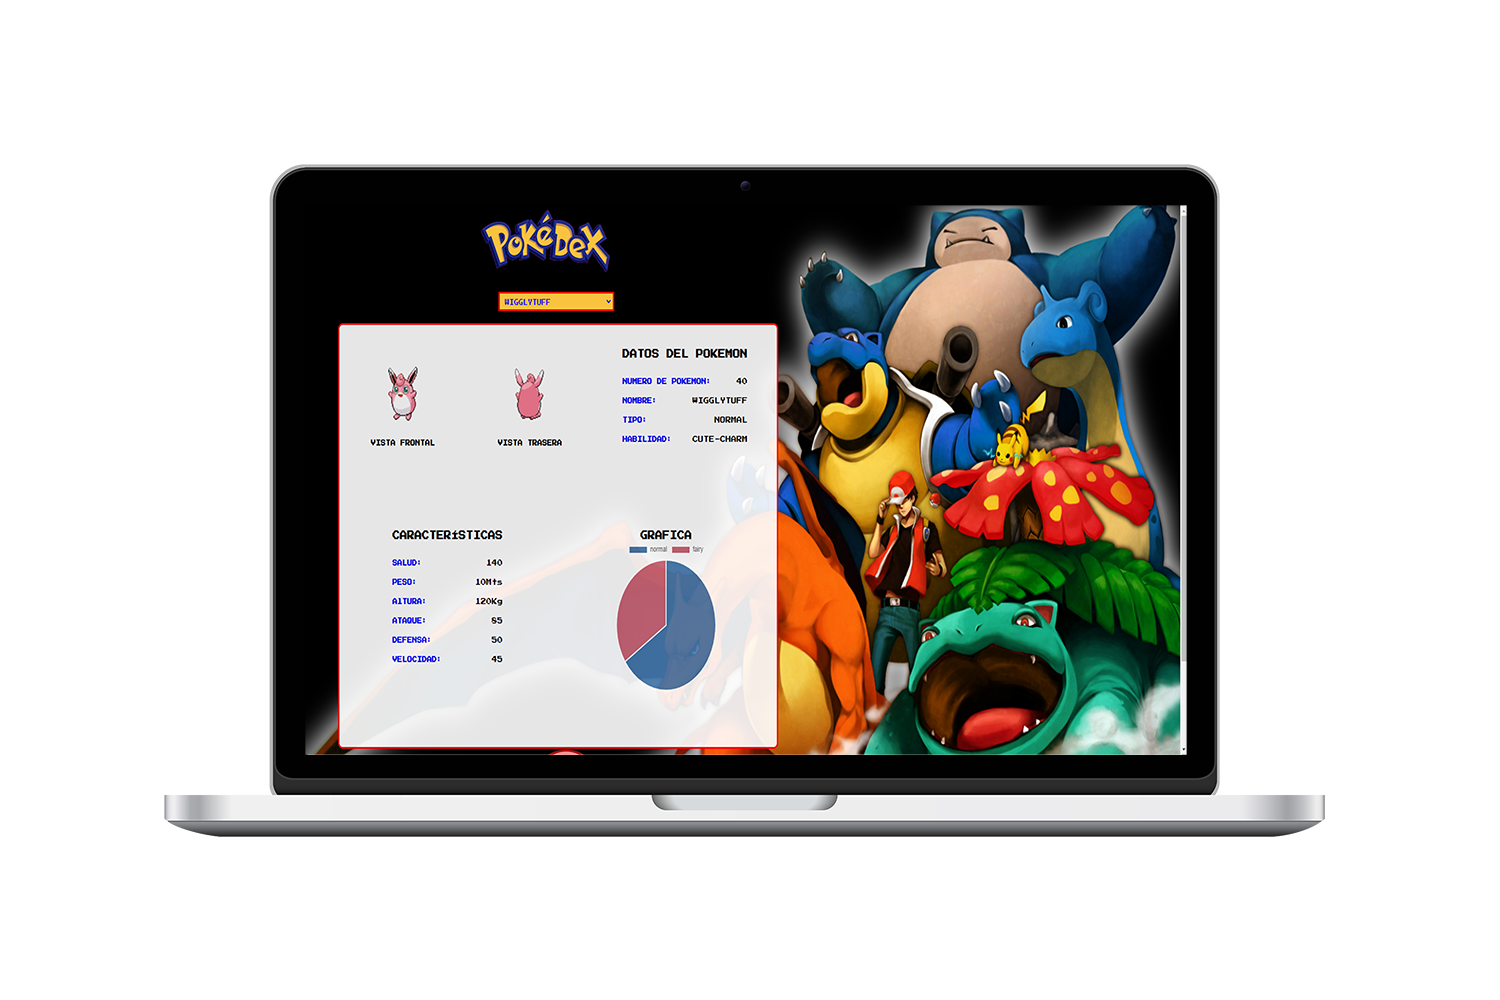 PoKéDeX
WIGGLYTUFF
DATOS DEL POKEMON
NUMERO DE POKEMON: 40
NOMBRE: WIGGLYTUFF
TIPO: NORMAL
HABILIDAD: CUTE-CHARM
VISTA FRONTAL
VISTA TRASERA
CARACTERíSTICAS
SALUD: 140
PESO: 10Mts
AlTURA: 120Kg
ATAQUE: 85
DEFENSA: 50
VELOCIDAD: 45
GRAFICA
normal
fairy